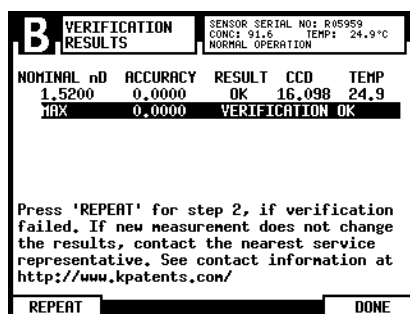 B VERIFICATION RESULTS
SENSOR SERIAL NO: R05959
CONC: 91.6 TEMP: 24.9°C
NORMAL OPERATION
NOMINAL nD ACCURACY RESULT CCD TEMP
1.5200 0.0000 OK 16.098 24.9
MAX 0.0000 VERIFICATION OK
Press 'REPEAT' for step 2, if verification
failed. If new measurement does not change
the results, contact the nearest service
representative. See contact information at
http://www.kpatents.com/
REPEAT DONE